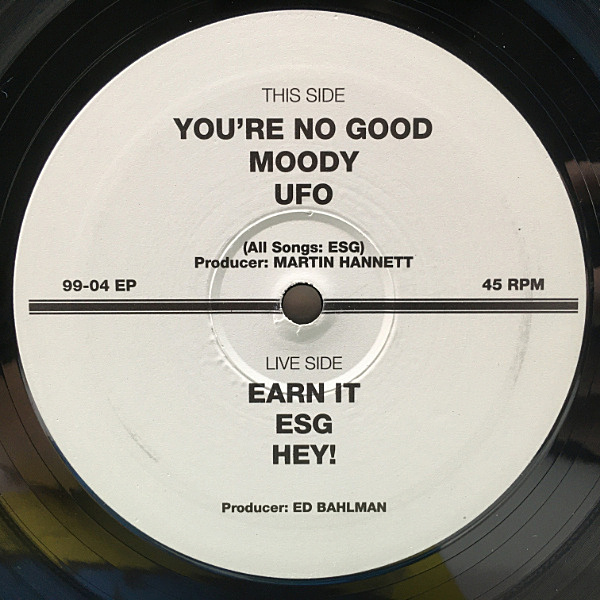 THIS SIDE
YOU'RE NO GOOD
MOODY
UFO
(All Songs: ESG)
Producer: MARTIN HANNETT
99-04 EP
45 RPM
LIVE SIDE
EARN IT
ESG
HEY!
Producer: ED BAHLMAN